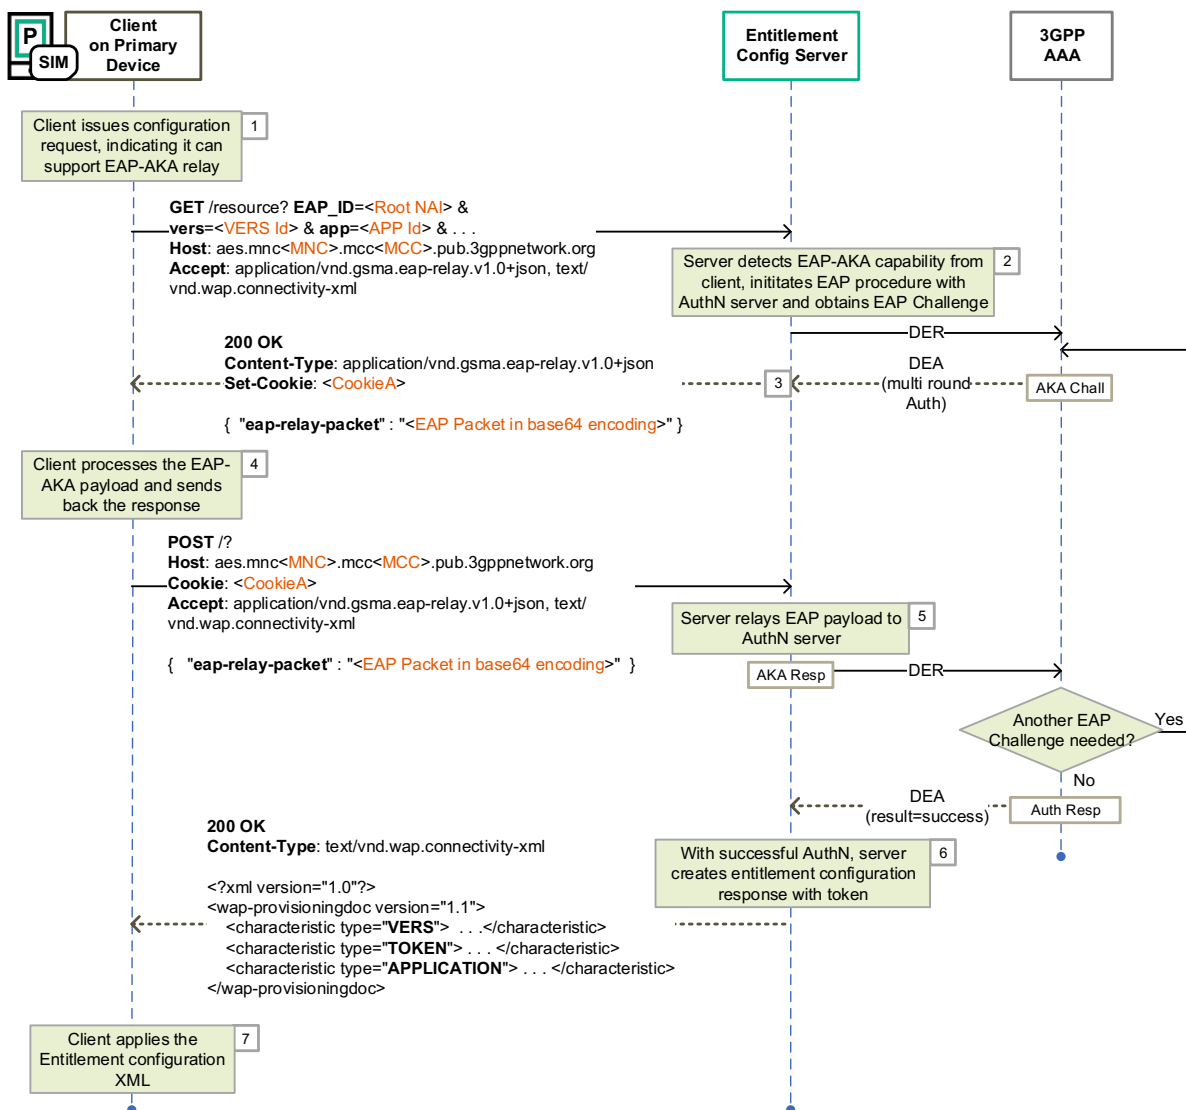 P
SIM
Client
on Primary
Device
Entitlement
Config Server
3GPP
AAA
Client issues configuration
request, indicating it can
support EAP-AKA relay
1
GET /resource? EAP_ID=<Root NAI> &
vers=<VERS Id> & app=<APP Id> & . . .
Host: aes.mnc<MNC>.mcc<MCC>.pub.3gppnetwork.org
Accept: application/vnd.gsma.eap-relay.v1.0+json, text/
vnd.wap.connectivity-xml
Server detects EAP-AKA capability from
client, inititates EAP procedure with
AuthN server and obtains EAP Challenge
2
DER
200 OK
Content-Type: application/vnd.gsma.eap-relay.v1.0+json
Set-Cookie: <CookieA>
{ "eap-relay-packet" : "<EAP Packet in base64 encoding>" }
3
DEA
(multi round
Auth)
AKA Chall
Client processes the EAP-
AKA payload and sends
back the response
4
POST /?
Host: aes.mnc<MNC>.mcc<MCC>.pub.3gppnetwork.org
Cookie: <CookieA>
Accept: application/vnd.gsma.eap-relay.v1.0+json, text/
vnd.wap.connectivity-xml
{ "eap-relay-packet" : "<EAP Packet in base64 encoding>" }
Server relays EAP payload to
AuthN server
5
AKA Resp
DER
Another EAP
Challenge needed?
Yes
No
DEA
(result=success)
Auth Resp
200 OK
Content-Type: text/vnd.wap.connectivity-xml
<?xml version="1.0"?>
<wap-provisioningdoc version="1.1">
<characteristic type="VERS"> . . .</characteristic>
<characteristic type="TOKEN"> . . . </characteristic>
<characteristic type="APPLICATION"> . . . </characteristic>
</wap-provisioningdoc>
With successful AuthN, server
creates entitlement configuration
response with token
6
Client applies the
Entitlement configuration
XML
7